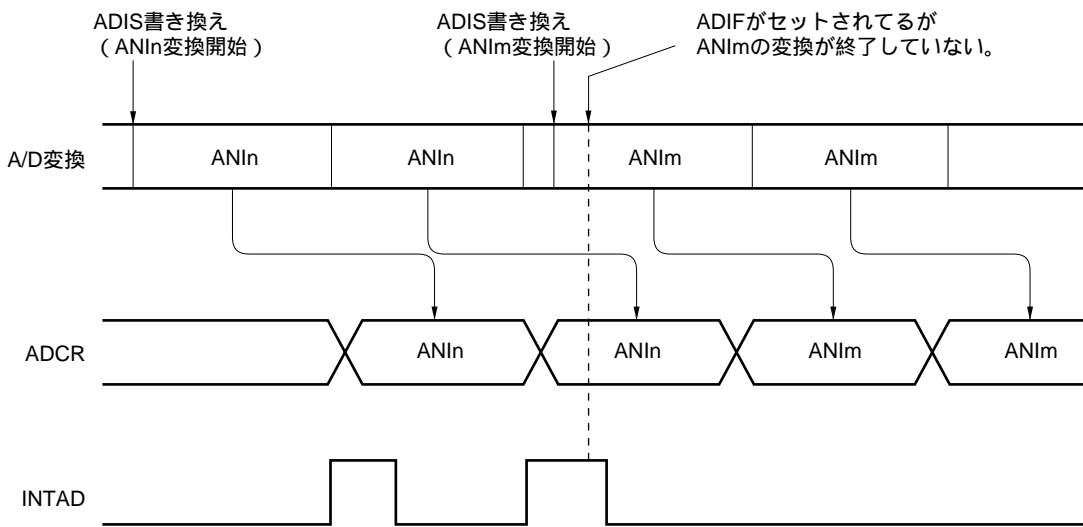 ADIS書き換え
（ANIn変換開始）
ADIS書き換え
（ANIm変換開始）
ADIFがセットされてるが
ANImの変換が終了していない。
A/D変換
ANIn
ANIn
ANIm
ANIm
ADCR
ANIn
ANIn
ANIm
ANIm
INTAD